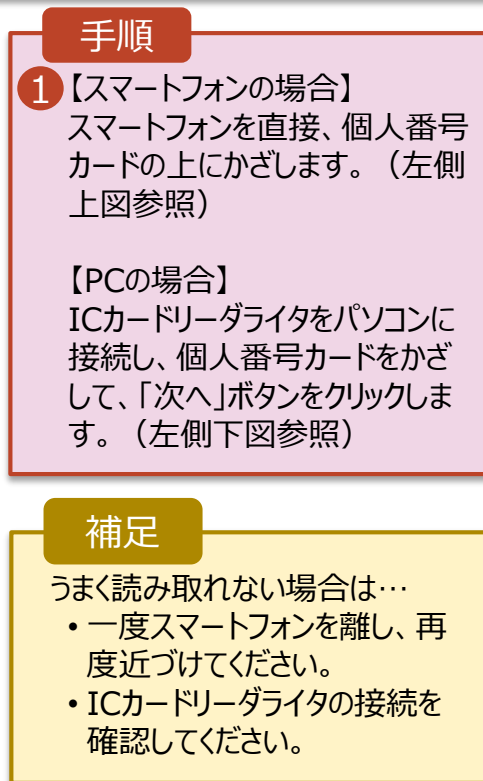 手順
1 【スマートフォンの場合】
スマートフォンを直接、個人番号
カードの上にかざします。（左側
上図参照）
【PCの場合】
ICカードリーダライタをパソコンに
接続し、個人番号カードをかざ
して、「次へ」ボタンをクリックしま
す。（左側下図参照）
補足
うまく読み取れない場合は…
• 一度スマートフォンを離し、再
度近づけてください。
• ICカードリーダライタの接続を
確認してください。